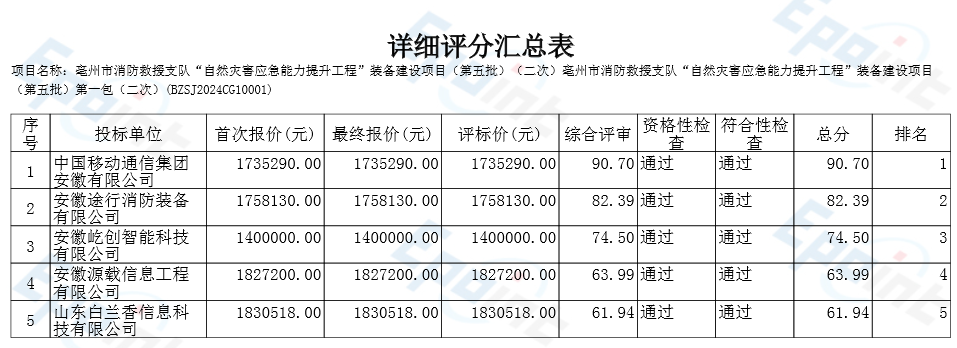 详细评分汇总表
项目名称：亳州市消防救援支队“自然灾害应急能力提升工程”装备建设项目（第五批）（二次）亳州市消防救援支队“自然灾害应急能力提升工程”装备建设项目
（第五批）第一包（二次）(BZSJ2024CG10001)
序号 投标单位 首次报价(元) 最终报价(元) 评标价(元) 综合评审 资格性检查 符合性检查 总分 排名
1 中国移动通信集团安徽有限公司 1735290.00 1735290.00 1735290.00 90.70 通过 通过 90.70 1
2 安徽途行消防装备有限公司 1758130.00 1758130.00 1758130.00 82.39 通过 通过 82.39 2
3 安徽屹创智能科技有限公司 1400000.00 1400000.00 1400000.00 74.50 通过 通过 74.50 3
4 安徽源载信息工程有限公司 1827200.00 1827200.00 1827200.00 63.99 通过 通过 63.99 4
5 山东白兰香信息科技有限公司 1830518.00 1830518.00 1830518.00 61.94 通过 通过 61.94 5
Epoint